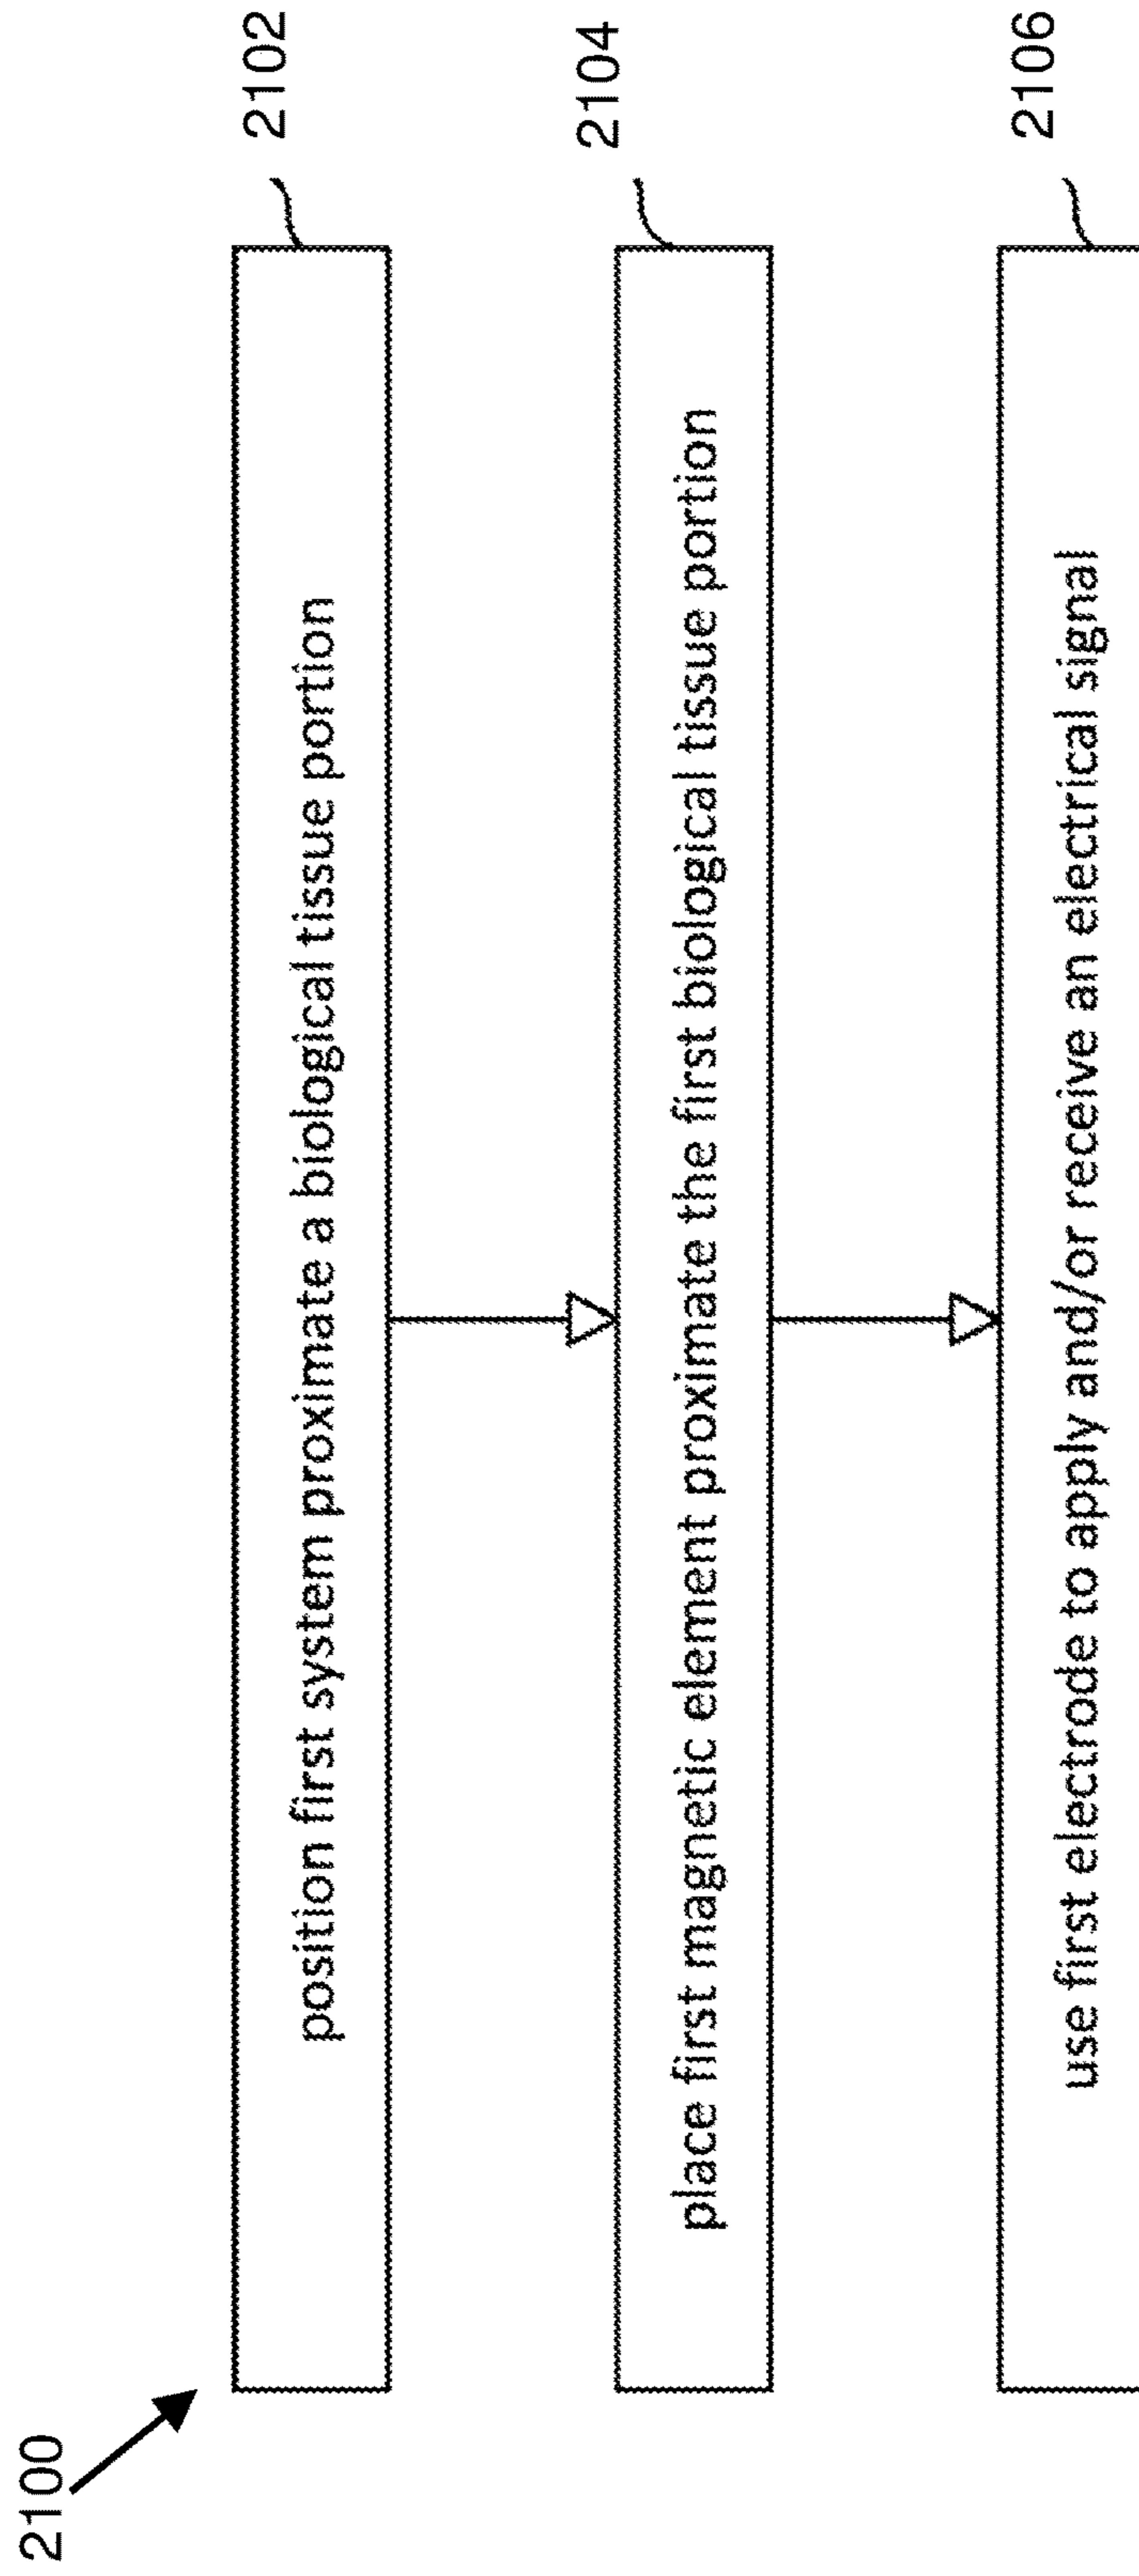 2100
position first system proximate a biological tissue portion
2102
place first magnetic element proximate the first biological tissue portion
2104
use first electrode to apply and/or receive an electrical signal
2106